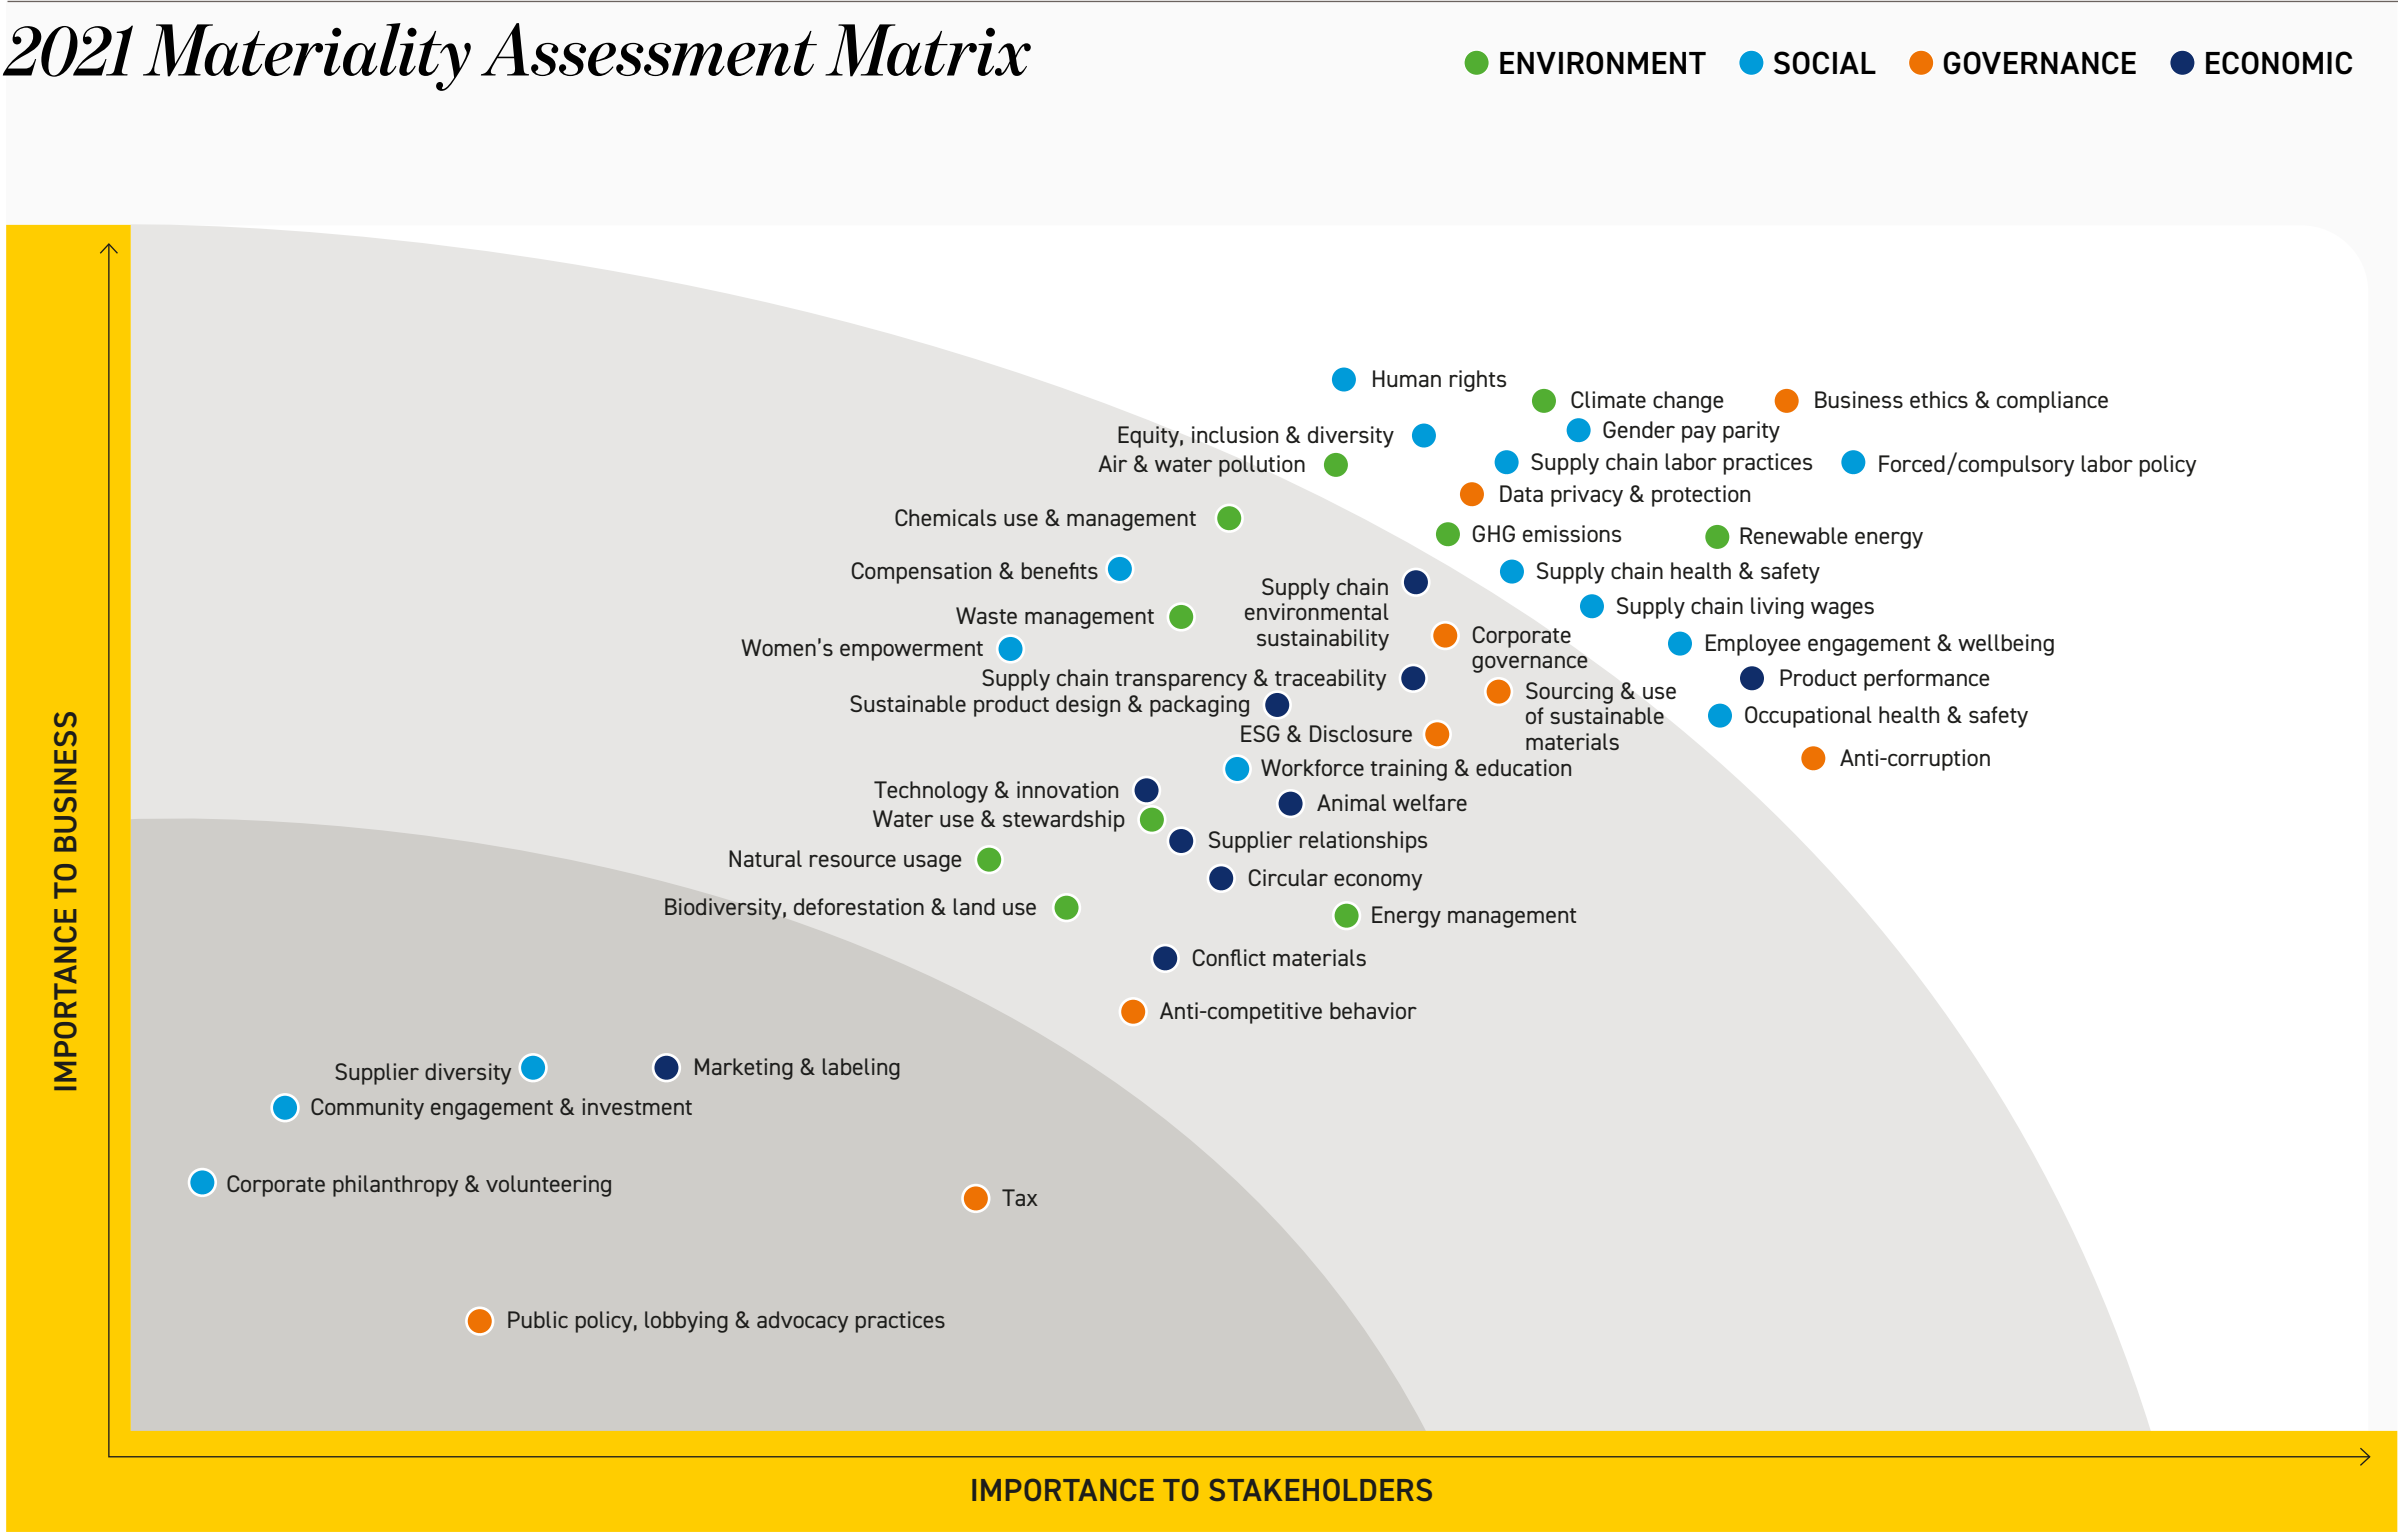 2021 Materiality Assessment Matrix
ENVIRONMENT
SOCIAL
GOVERNANCE
ECONOMIC
Human rights
Climate change
Business ethics & compliance
Gender pay parity
Equity, inclusion & diversity
Air & water pollution
Supply chain labor practices
Forced/compulsory labor policy
Data privacy & protection
Chemicals use & management
GHG emissions
Renewable energy
Compensation & benefits
Supply chain health & safety
Supply chain
environmental
sustainability
Supply chain living wages
Waste management
Women's empowerment
Corporate
governance
Employee engagement & wellbeing
Supply chain transparency & traceability
Product performance
Sustainable product design & packaging
Sourcing & use
of sustainable
materials
Occupational health & safety
ESG & Disclosure
Anti-corruption
Workforce training & education
Technology & innovation
Animal welfare
Water use & stewardship
Supplier relationships
Natural resource usage
Circular economy
Biodiversity, deforestation & land use
Energy management
Conflict materials
Anti-competitive behavior
Supplier diversity
Marketing & labeling
Community engagement & investment
Corporate philanthropy & volunteering
Tax
Public policy, lobbying & advocacy practices
IMPORTANCE TO BUSINESS
IMPORTANCE TO STAKEHOLDERS